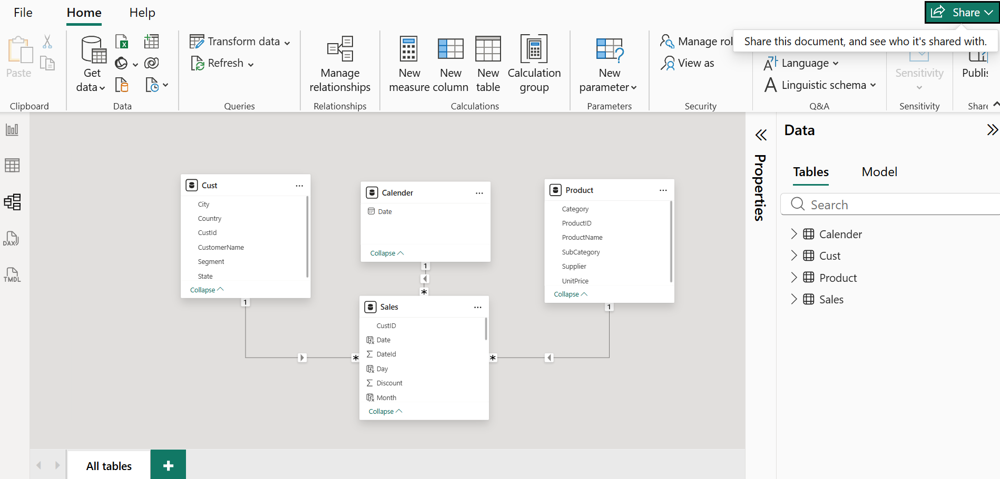 File
Home
Help
Share
Share this document, and see who it's shared with.
Paste
Clipboard
Get
data
Data
Transform data
Refresh
Queries
Manage
relationships
Relationships
New
measure
New
column
New
table
Calculation
group
Calculations
New
parameter
Parameters
Manage rol
View as
Security
Language
Linguistic schema
Q&A
Sensitivity
Sensitivity
Publis
Share
DAX
TMDL
Cust
City
Country
CustId
CustomerName
Segment
State
Collapse
1
Calender
Date
Collapse
1
*
Product
Category
ProductID
ProductName
SubCategory
Supplier
UnitPrice
Collapse
1
Sales
CustID
Date
DateId
Day
Discount
Month
Collapse
*
*
All tables
+
Properties
Data
Tables
Model
Search
Calender
Cust
Product
Sales